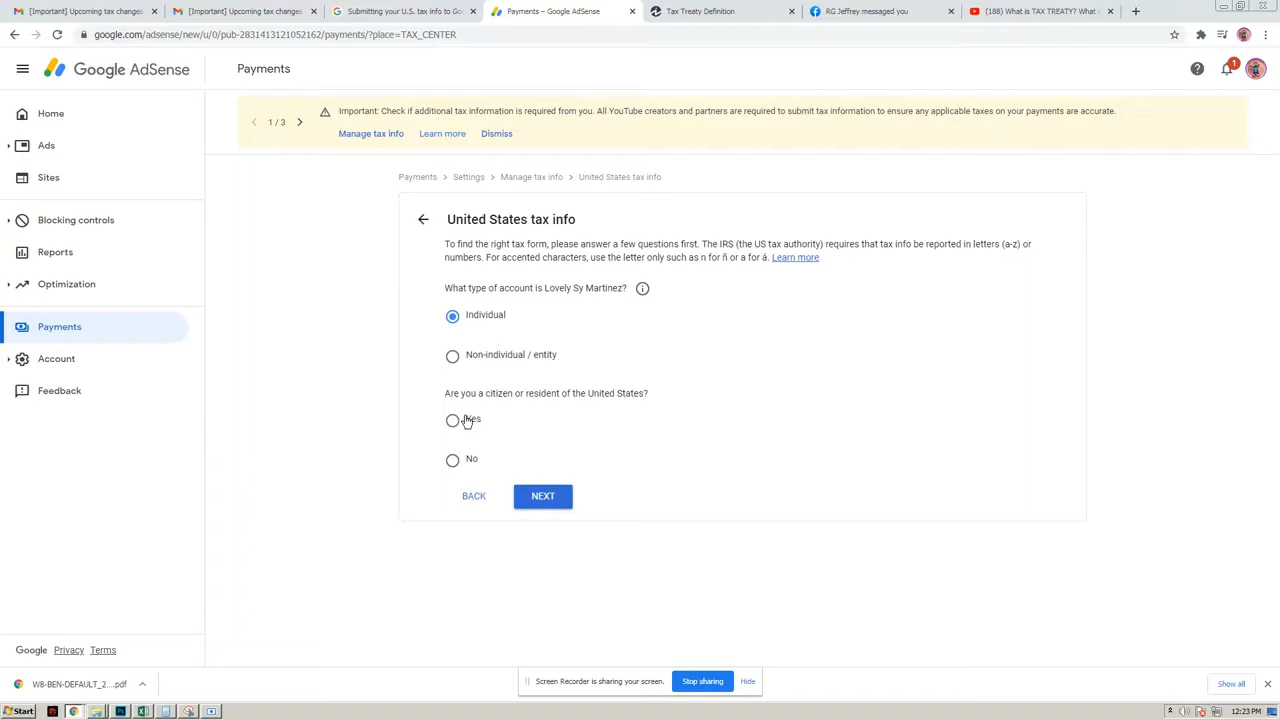 [Important] Upcoming tax changes
[Important] Upcoming tax changes
Submitting your U.S. tax info to Go
Payments – Google AdSense
Tax Treaty Definition
RG Jeffrey messaged you
(188) What is TAX TREATY? What
google.com/adsense/new/u/0/pub-2831413121052162/payments/?place=TAX_CENTER
Google AdSense
Payments
1
Home
Ads
Sites
Blocking controls
Reports
Optimization
Payments
Account
Feedback
1 / 3
Important: Check if additional tax information is required from you. All YouTube creators and partners are required to submit tax information to ensure any applicable taxes on your payments are accurate.
Manage tax info Learn more Dismiss
Payments > Settings > Manage tax info > United States tax info
United States tax info
To find the right tax form, please answer a few questions first. The IRS (the US tax authority) requires that tax info be reported in letters (a-z) or
numbers. For accented characters, use the letter only such as n for ñ or a for á. Learn more
What type of account is Lovely Sy Martinez?
Individual
Non-individual / entity
Are you a citizen or resident of the United States?
Yes
No
BACK NEXT
Google Privacy Terms
W8-BEN-DEFAULT_2....pdf
Screen Recorder is sharing your screen. Stop sharing Hide
Show all
Start
12:23 PM